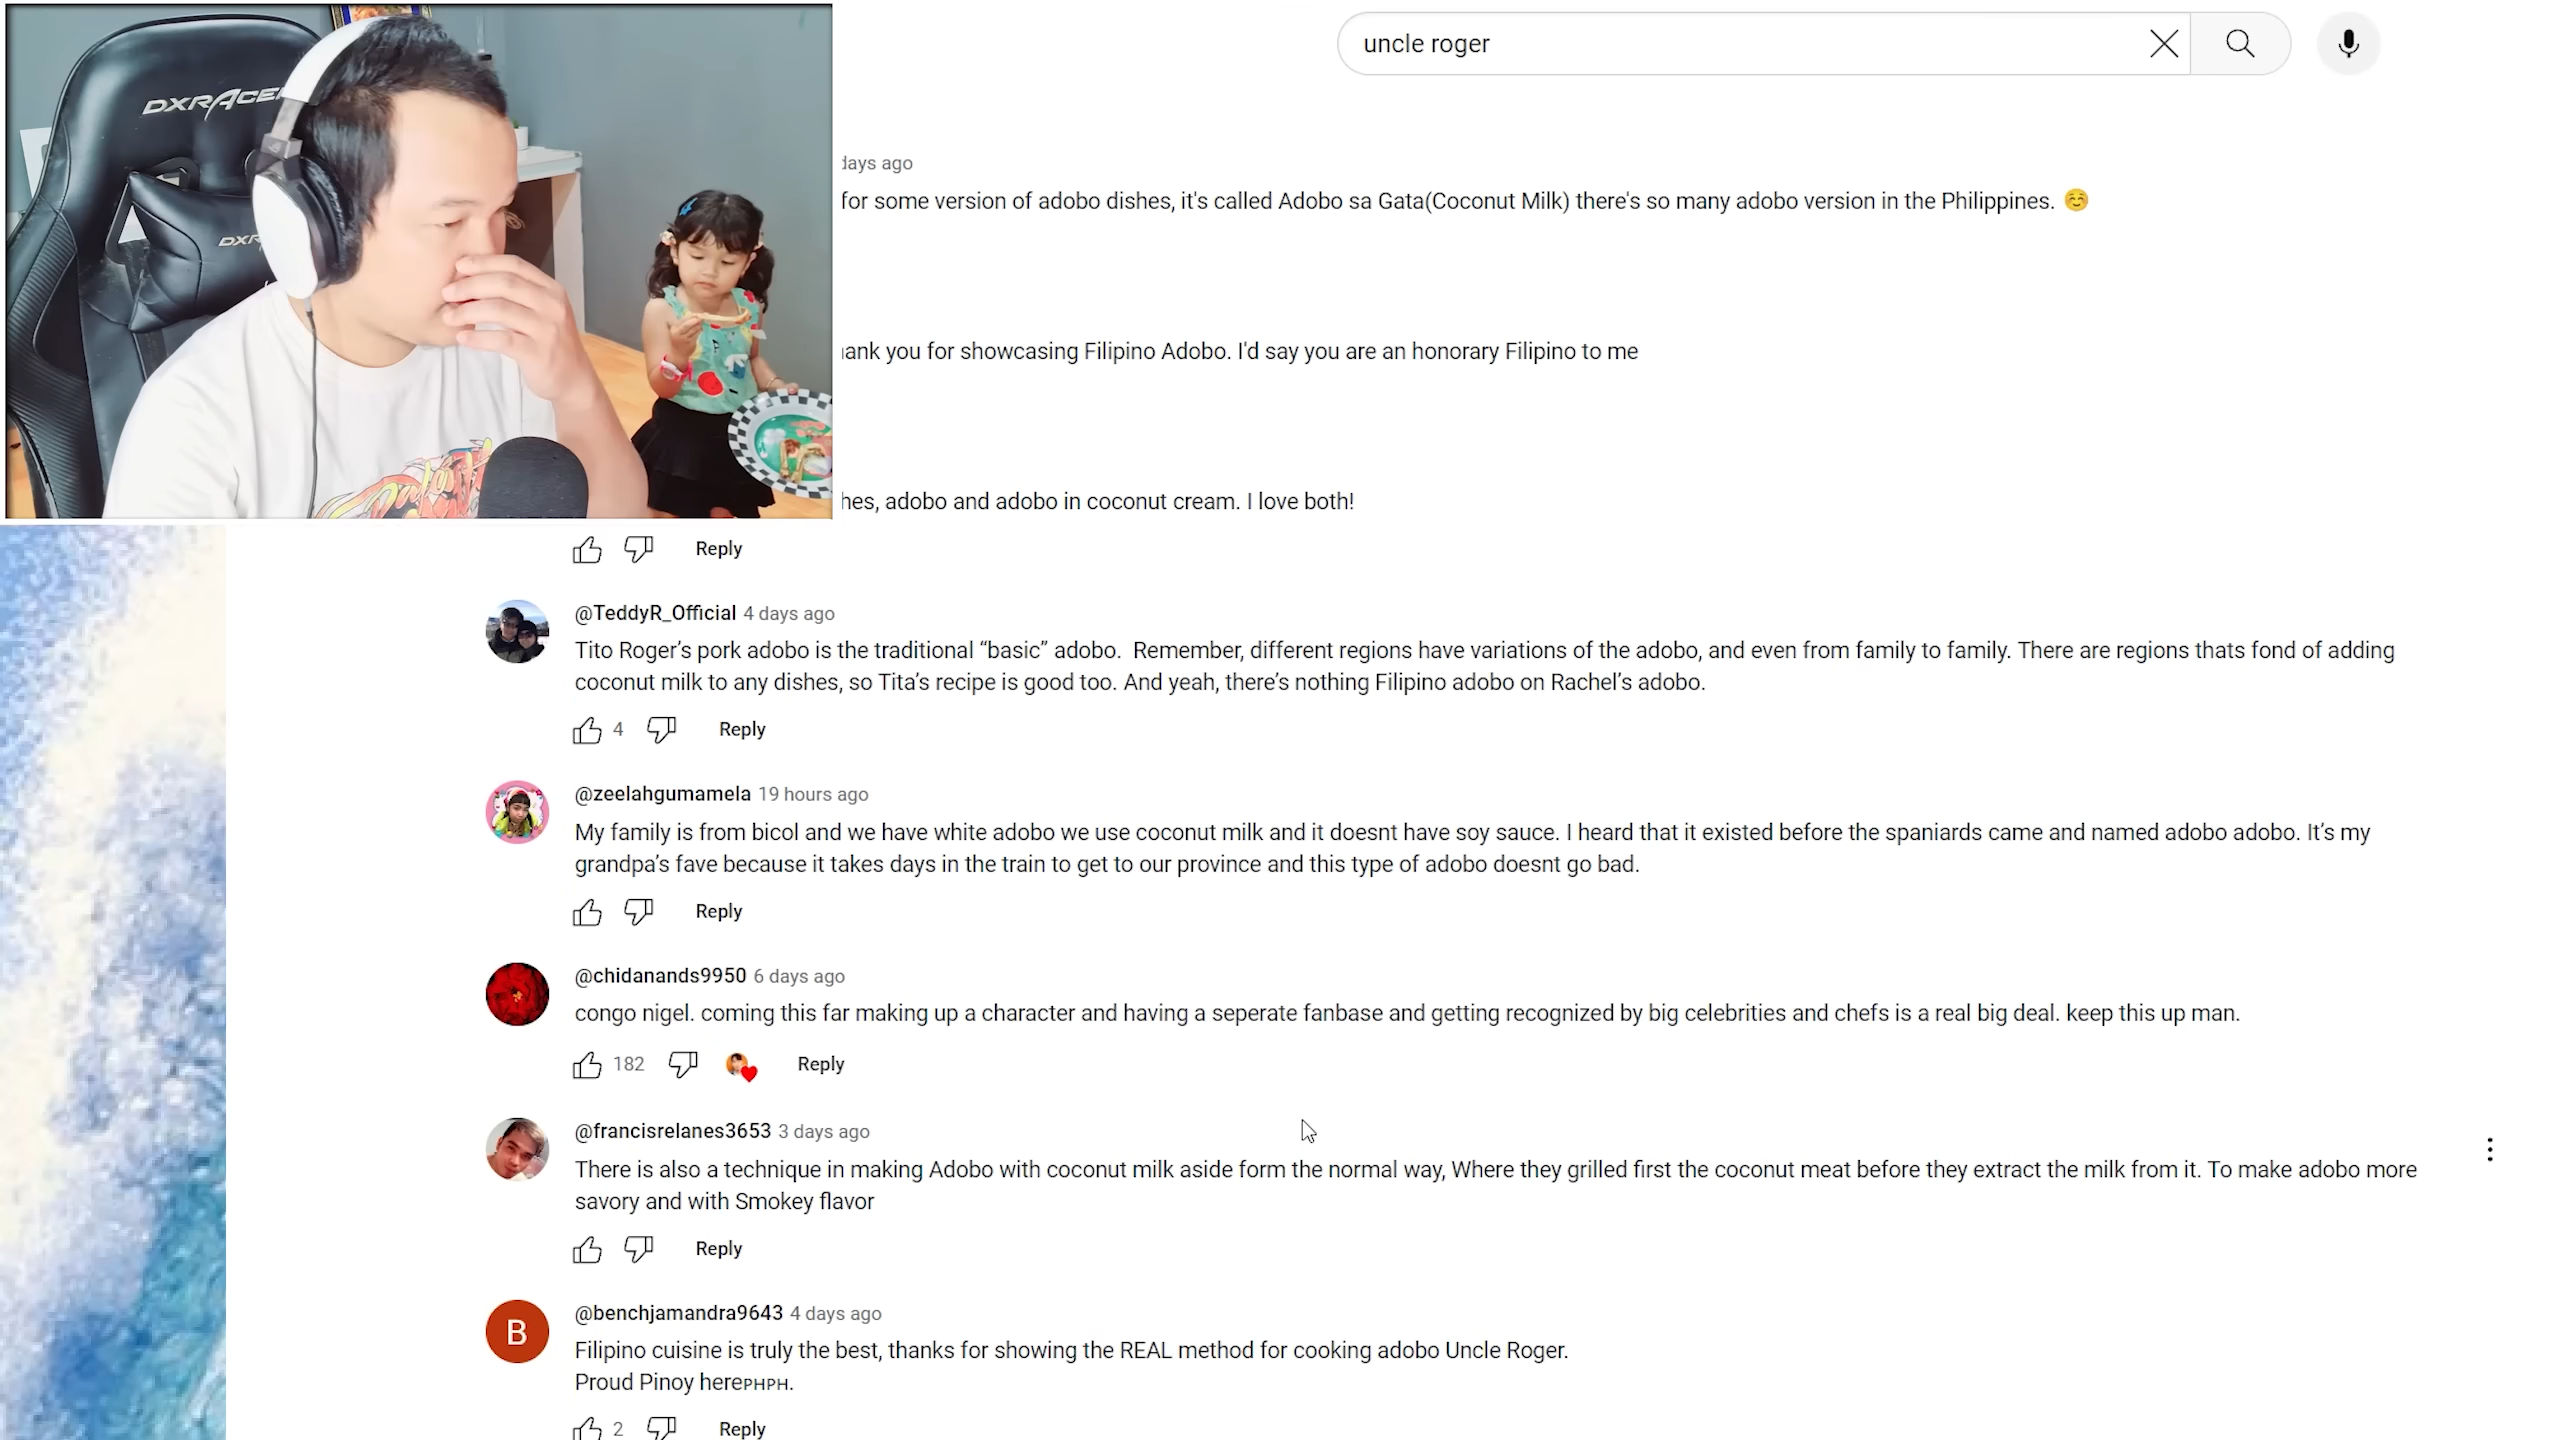 uncle roger
DXRACER
days ago
for some version of adobo dishes, it's called Adobo sa Gata(Coconut Milk) there's so many adobo version in the Philippines. ☺️
ank you for showcasing Filipino Adobo. I'd say you are an honorary Filipino to me
hes, adobo and adobo in coconut cream. I love both!
Reply
@TeddyR_Official 4 days ago
Tito Roger's pork adobo is the traditional “basic” adobo. Remember, different regions have variations of the adobo, and even from family to family. There are regions thats fond of adding
coconut milk to any dishes, so Tita's recipe is good too. And yeah, there's nothing Filipino adobo on Rachel's adobo.
4 Reply
@zeelahgumamela 19 hours ago
My family is from bicol and we have white adobo we use coconut milk and it doesnt have soy sauce. I heard that it existed before the spaniards came and named adobo adobo. It's my
grandpa's fave because it takes days in the train to get to our province and this type of adobo doesnt go bad.
Reply
@chidanands9950 6 days ago
congo nigel. coming this far making up a character and having a seperate fanbase and getting recognized by big celebrities and chefs is a real big deal. keep this up man.
182 Reply
@francisrelanes3653 3 days ago
There is also a technique in making Adobo with coconut milk aside form the normal way, Where they grilled first the coconut meat before they extract the milk from it. To make adobo more
savory and with Smokey flavor
Reply
B
@benchjamandra9643 4 days ago
Filipino cuisine is truly the best, thanks for showing the REAL method for cooking adobo Uncle Roger.
Proud Pinoy herePHPH.
2 Reply